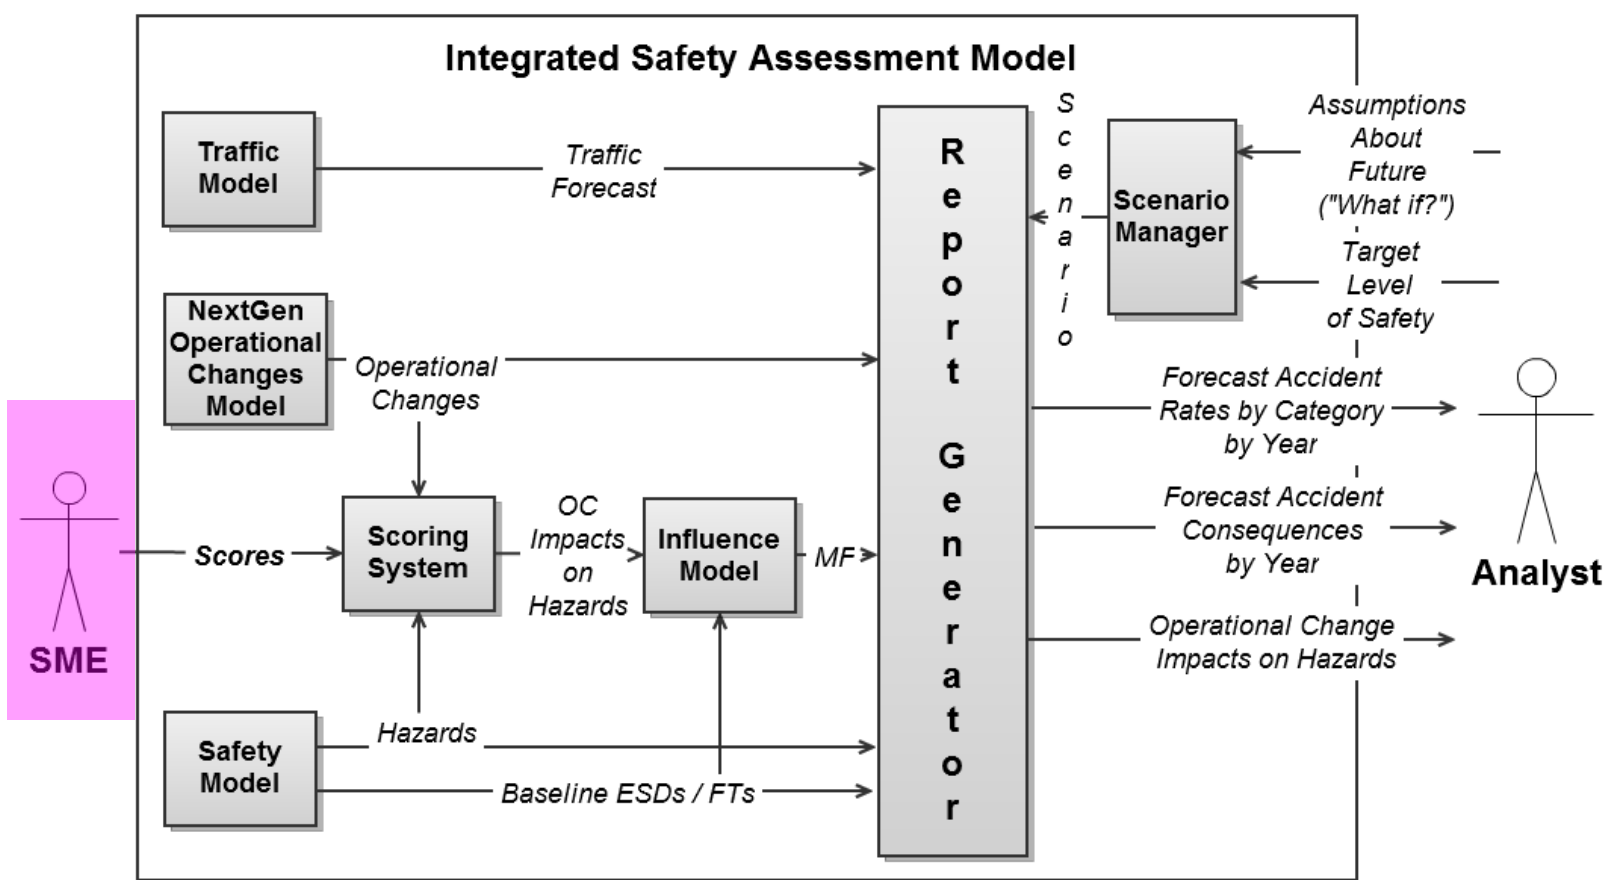 Integrated Safety Assessment Model
Traffic
Model
Traffic
Forecast
NextGen
Operational
Changes
Model
Operational
Changes
SME
Scores
Scoring
System
OC
Impacts
on
Hazards
Influence
Model
MF
Safety
Model
Hazards
Baseline ESDs / FTs
Report Generator
Scenario
Scenario
Manager
Assumptions
About
Future
("What if?")
Target
Level
of Safety
Forecast Accident
Rates by Category
by Year
Forecast Accident
Consequences
by Year
Operational Change
Impacts on Hazards
Analyst